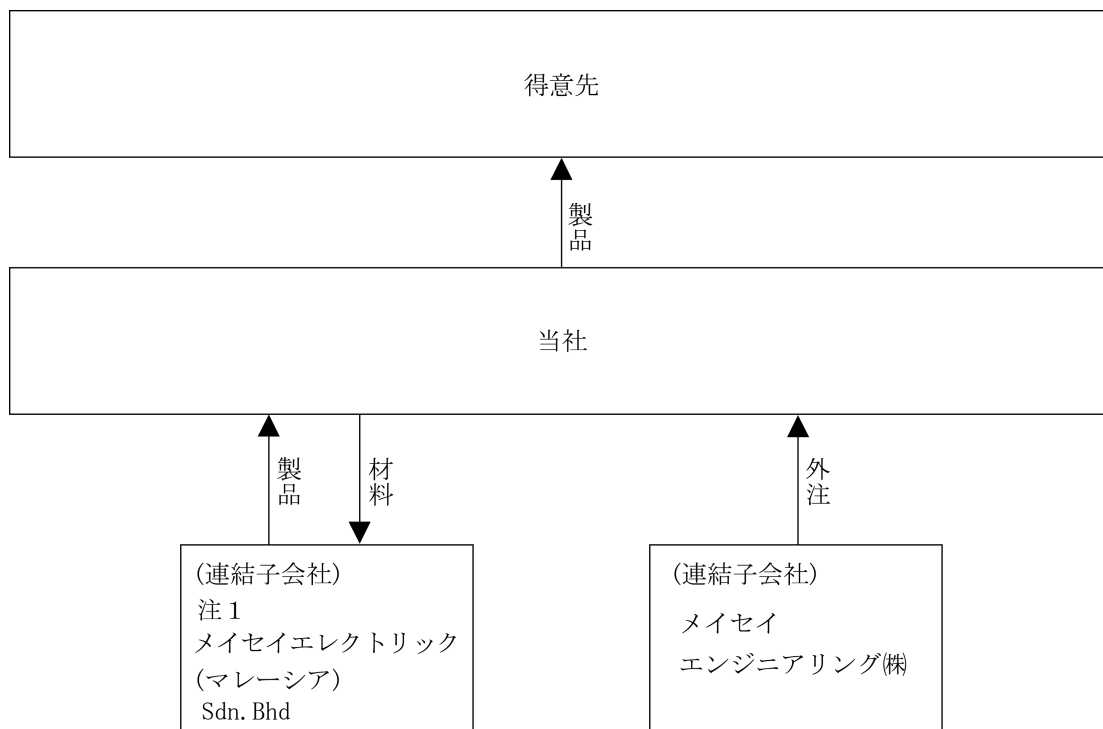 得意先
製品
当社
製品
材料
外注
(連結子会社)
注1
メイセイエレクトリック
(マレーシア)
Sdn.Bhd
(連結子会社)
メイセイ
エンジニアリング㈱